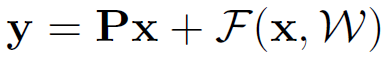 y = Px + ℱ(x, 𝒲)